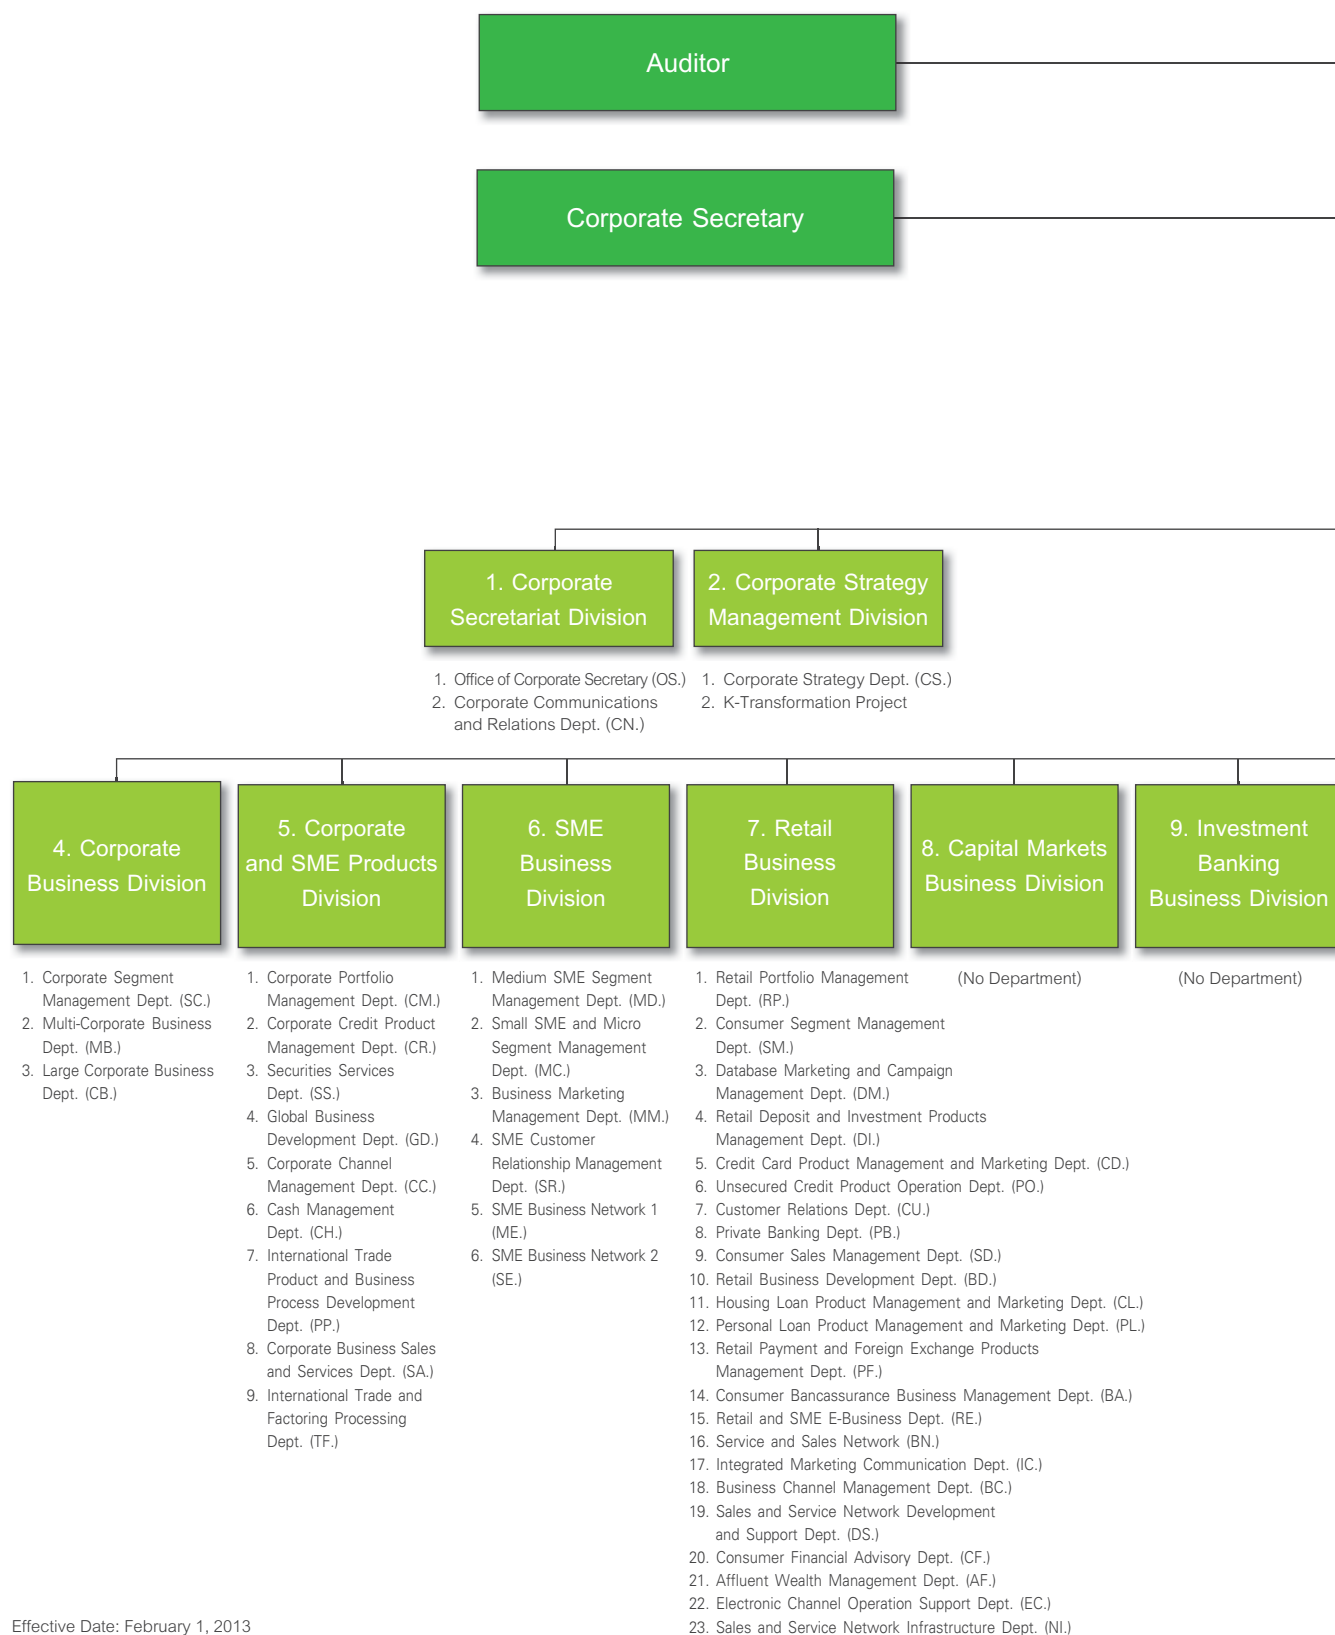 Auditor
Corporate Secretary
1. Corporate
Secretariat Division
2. Corporate Strategy
Management Division
1. Office of Corporate Secretary (OS.)
2. Corporate Communications
and Relations Dept. (CN.)
1. Corporate Strategy Dept. (CS.)
2. K-Transformation Project
4. Corporate
Business Division
5. Corporate
and SME Products
Division
6. SME
Business
Division
7. Retail
Business
Division
8. Capital Markets
Business Division
9. Investment
Banking
Business Division
1. Corporate Segment
Management Dept. (SC.)
2. Multi-Corporate Business
Dept. (MB.)
3. Large Corporate Business
Dept. (CB.)
1. Corporate Portfolio
Management Dept. (CM.)
2. Corporate Credit Product
Management Dept. (CR.)
3. Securities Services
Dept. (SS.)
4. Global Business
Development Dept. (GD.)
5. Corporate Channel
Management Dept. (CC.)
6. Cash Management
Dept. (CH.)
7. International Trade
Product and Business
Process Development
Dept. (PP.)
8. Corporate Business Sales
and Services Dept. (SA.)
9. International Trade and
Factoring Processing
Dept. (TF.)
1. Medium SME Segment
Management Dept. (MD.)
2. Small SME and Micro
Segment Management
Dept. (MC.)
3. Business Marketing
Management Dept. (MM.)
4. SME Customer
Relationship Management
Dept. (SR.)
5. SME Business Network 1
(ME.)
6. SME Business Network 2
(SE.)
1. Retail Portfolio Management
Dept. (RP.)
2. Consumer Segment Management
Dept. (SM.)
3. Database Marketing and Campaign
Management Dept. (DM.)
4. Retail Deposit and Investment Products
Management Dept. (DI.)
5. Credit Card Product Management and Marketing Dept. (CD.)
6. Unsecured Credit Product Operation Dept. (PO.)
7. Customer Relations Dept. (CU.)
8. Private Banking Dept. (PB.)
9. Consumer Sales Management Dept. (SD.)
10. Retail Business Development Dept. (BD.)
11. Housing Loan Product Management and Marketing Dept. (CL.)
12. Personal Loan Product Management and Marketing Dept. (PL.)
13. Retail Payment and Foreign Exchange Products
Management Dept. (PF.)
14. Consumer Bancassurance Business Management Dept. (BA.)
15. Retail and SME E-Business Dept. (RE.)
16. Service and Sales Network (BN.)
17. Integrated Marketing Communication Dept. (IC.)
18. Business Channel Management Dept. (BC.)
19. Sales and Service Network Development
and Support Dept. (DS.)
20. Consumer Financial Advisory Dept. (CF.)
21. Affluent Wealth Management Dept. (AF.)
22. Electronic Channel Operation Support Dept. (EC.)
23. Sales and Service Network Infrastructure Dept. (NI.)
(No Department)
(No Department)
Effective Date: February 1, 2013